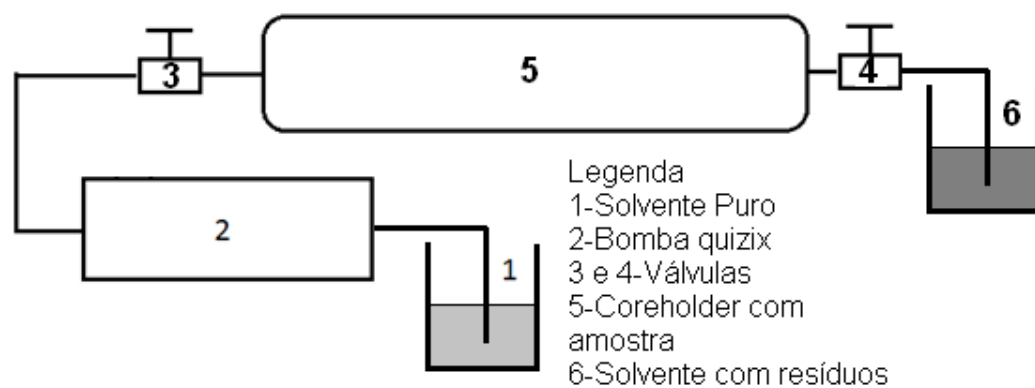 3
5
4
6
2
1
Legenda
1-Solvente Puro
2-Bomba quizix
3 e 4-Válvulas
5-Coreholder com
amostra
6-Solvente com resíduos